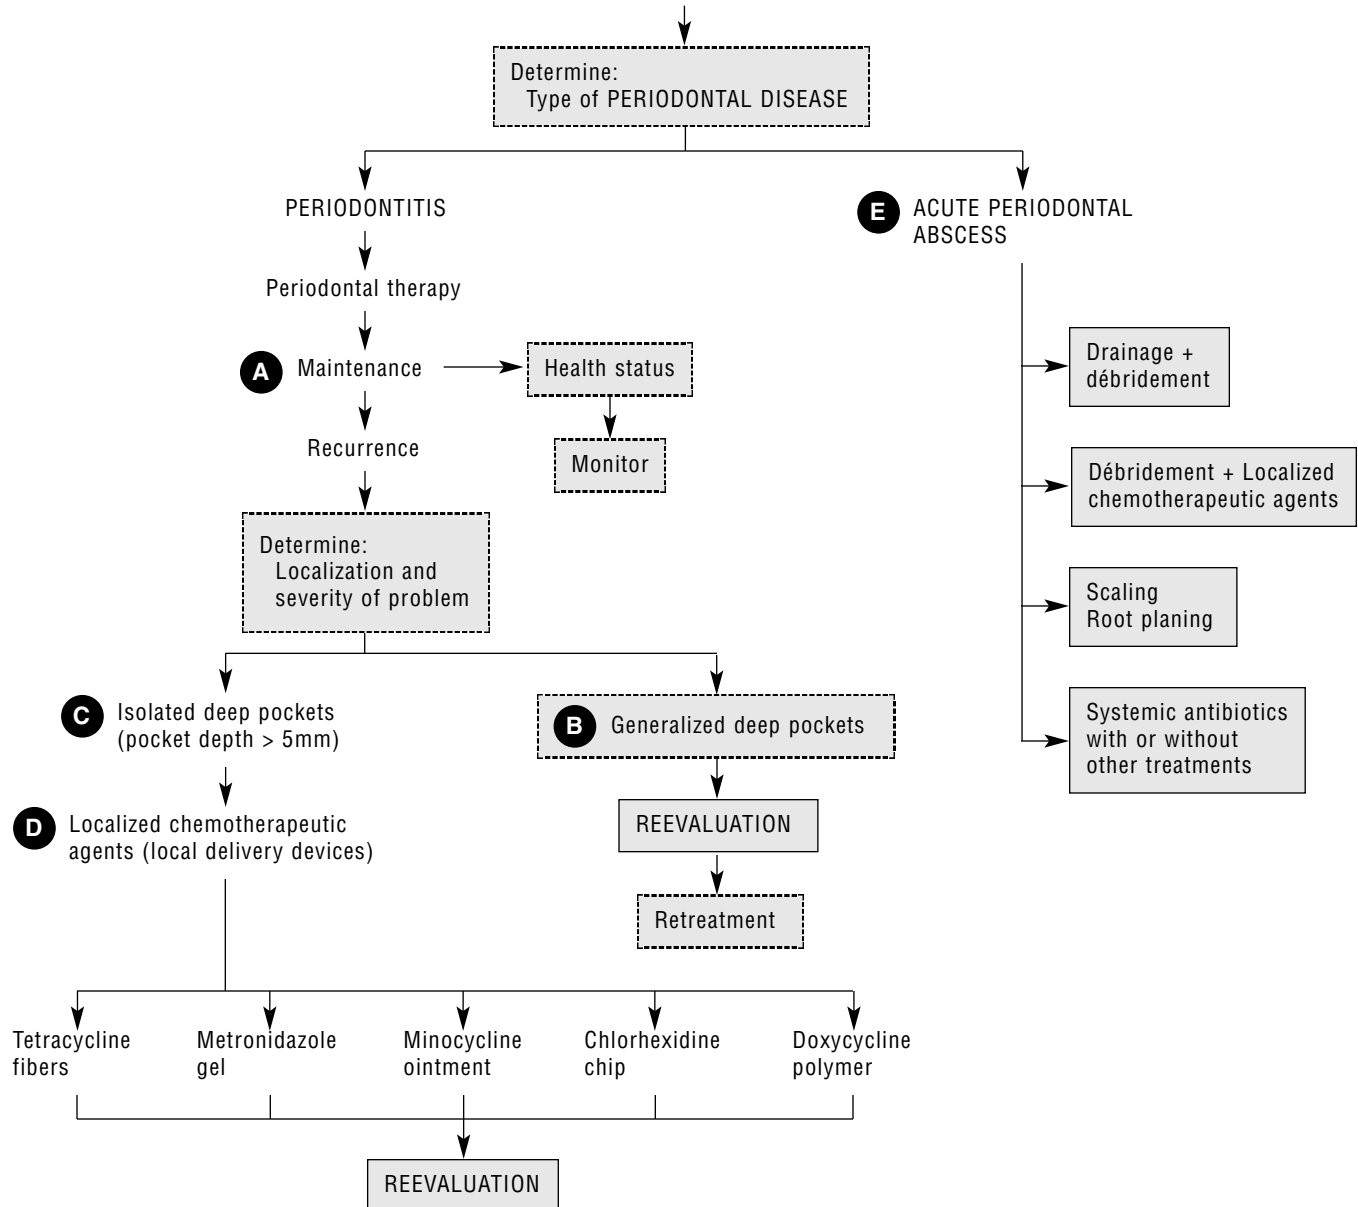 Determine:
Type of PERIODONTAL DISEASE
PERIODONTITIS
E ACUTE PERIODONTAL
ABSCESS
Periodontal therapy
A Maintenance
Health status
Recurrence
Monitor
Determine:
Localization and
severity of problem
Drainage +
débridement
Débridement + Localized
chemotherapeutic agents
Scaling
Root planing
Systemic antibiotics
with or without
other treatments
C Isolated deep pockets
(pocket depth > 5mm)
B Generalized deep pockets
D Localized chemotherapeutic
agents (local delivery devices)
REEVALUATION
Retreatment
Tetracycline
fibers
Metronidazole
gel
Minocycline
ointment
Chlorhexidine
chip
Doxycycline
polymer
REEVALUATION